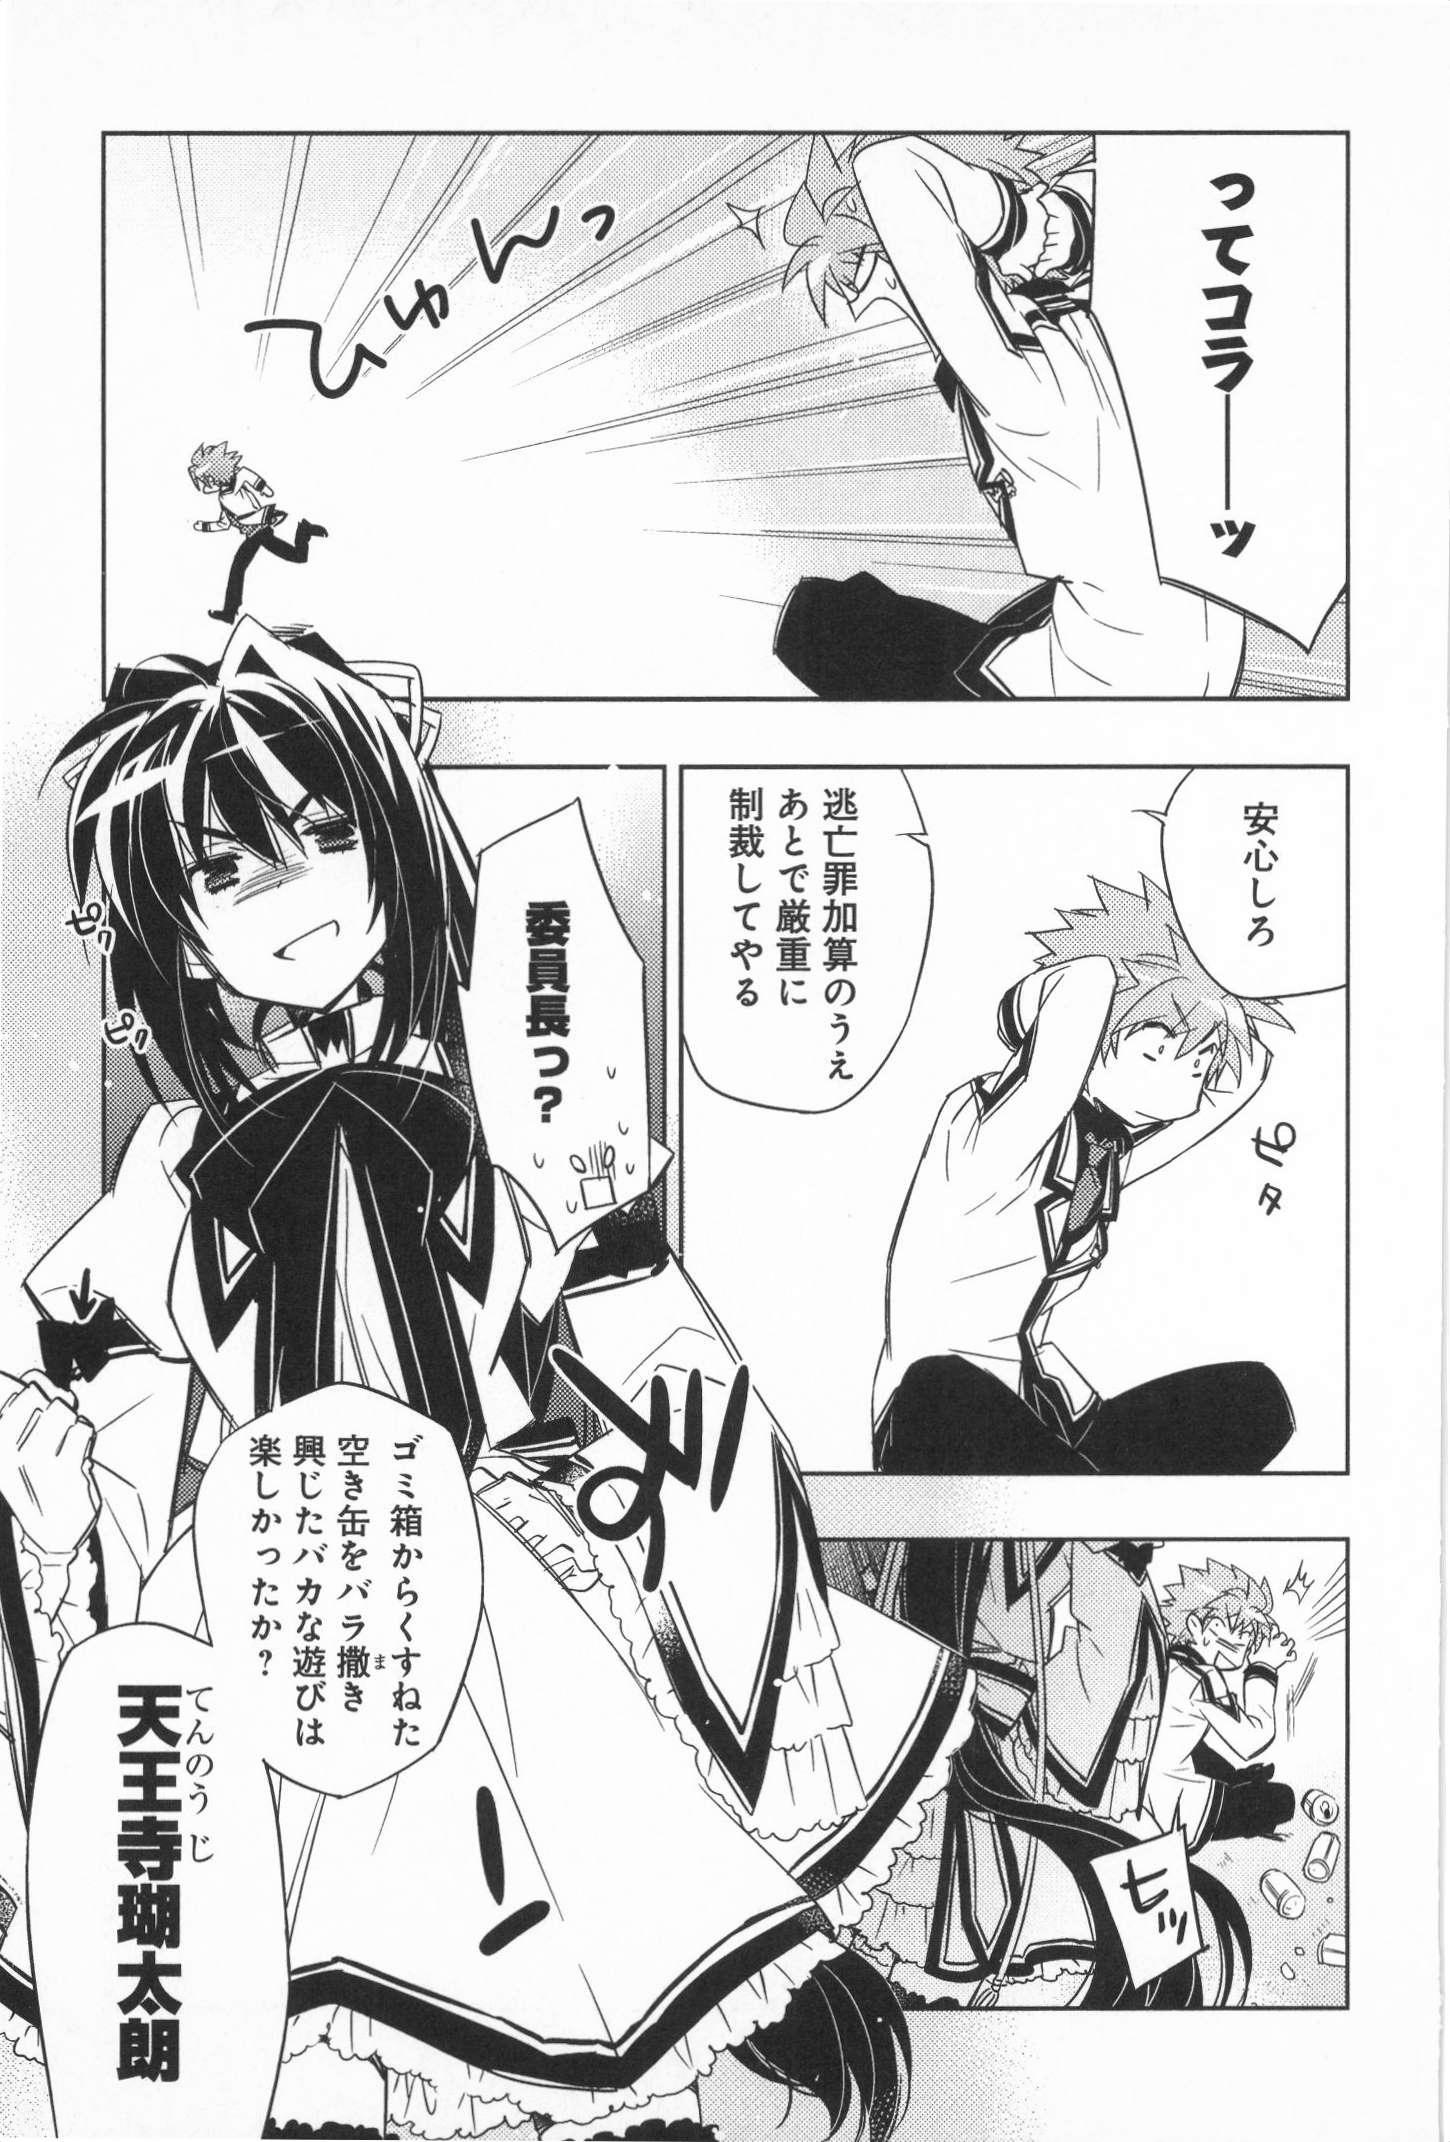 ってコラーーッ
ひゅんっ
安心しろ
逃亡罪加算のうえ
あとで厳重に
制裁してやる
ピタ
ヒッ
委員長っ？
ピク
ピク
ゴミ箱からくすねた
空き缶をバラ撒き
ま
興じたバカな遊びは
楽しかったか？
天王寺瑚太朗
てんのうじ